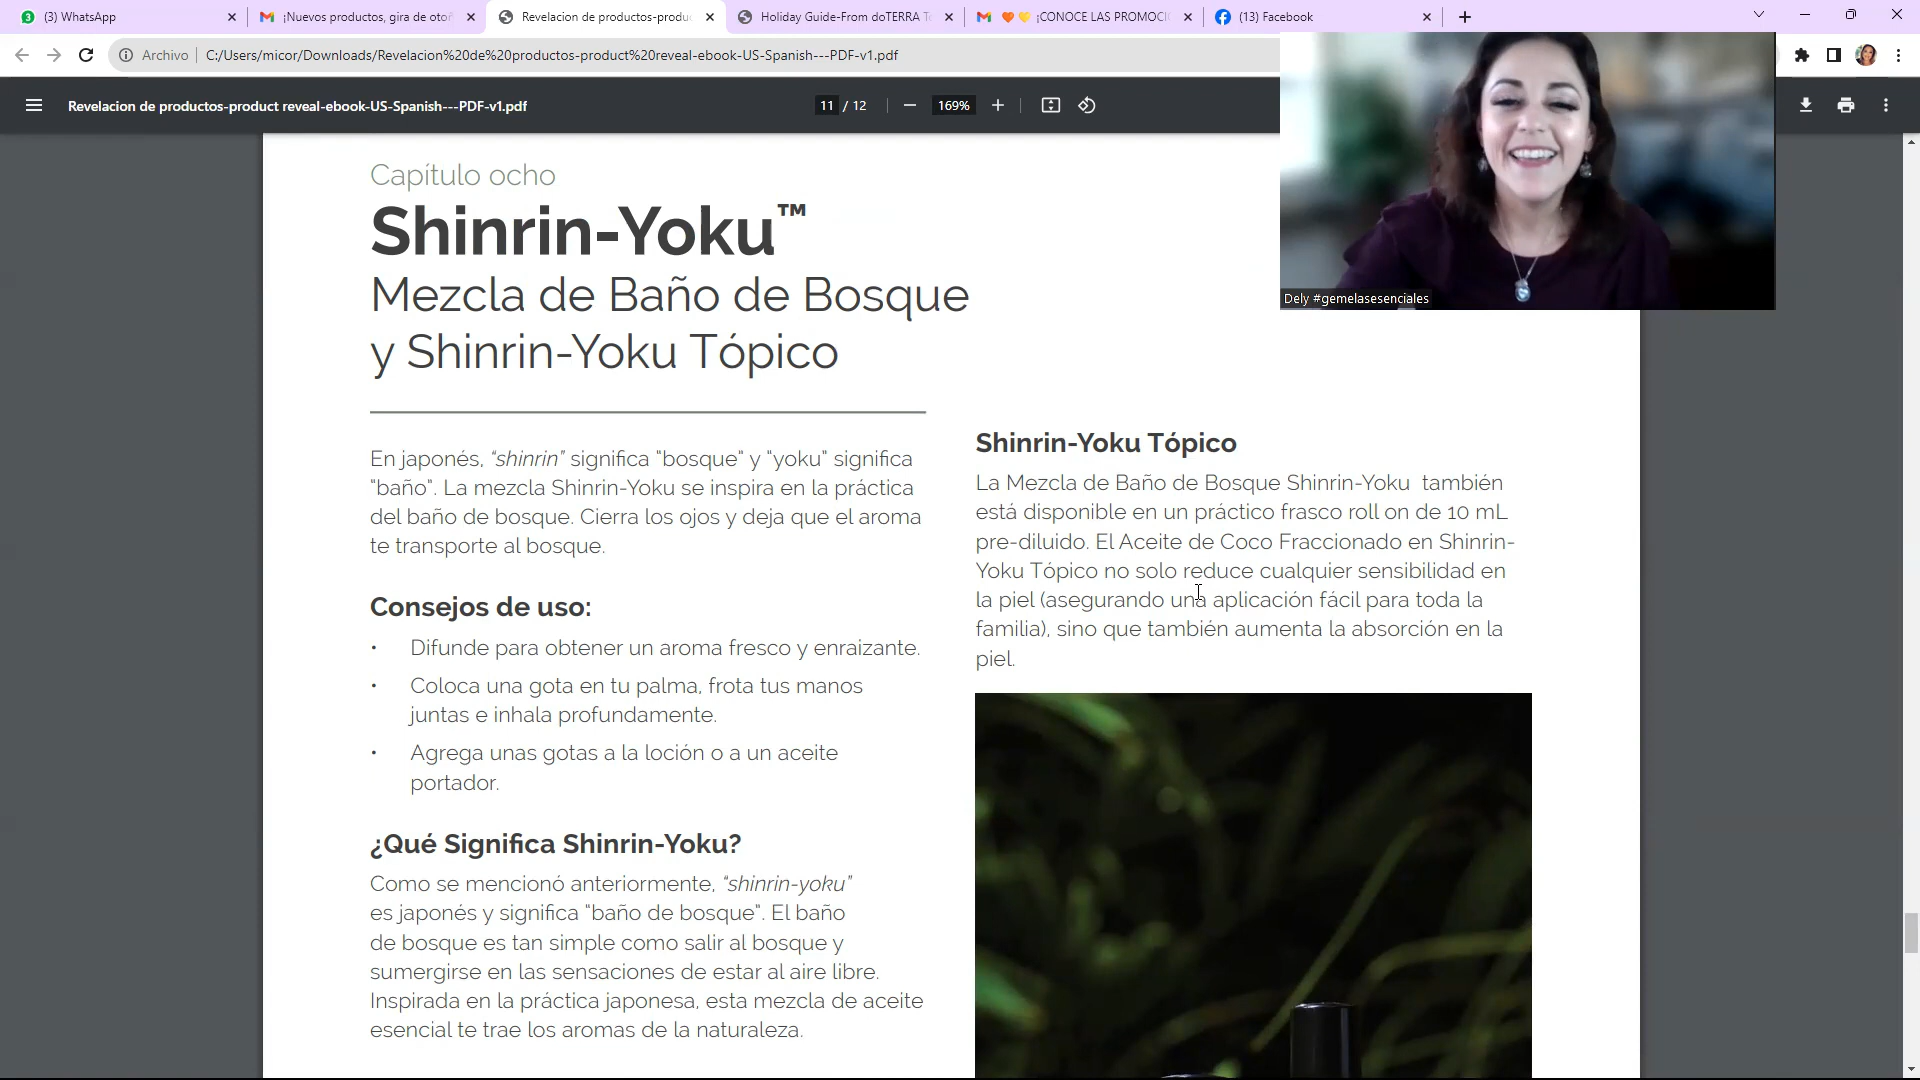 (3) WhatsApp
¡Nuevos productos, gira de otoñ
Revelacion de productos-produ
Holiday Guide-From doTERRA To
¡CONOCE LAS PROMOCI
(13) Facebook
Archivo
C:/Users/micor/Downloads/Revelacion%20de%20productos-product%20reveal-ebook-US-Spanish---PDF-v1.pdf
Revelacion de productos-product reveal-ebook-US-Spanish---PDF-v1.pdf
11 / 12
169%
Dely #gemelasesenciales
Capítulo ocho
Shinrin-Yoku™
Mezcla de Baño de Bosque
y Shinrin-Yoku Tópico
En japonés, “shinrin” significa “bosque” y “yoku” significa
“baño”. La mezcla Shinrin-Yoku se inspira en la práctica
del baño de bosque. Cierra los ojos y deja que el aroma
te transporte al bosque.
Consejos de uso:
• Difunde para obtener un aroma fresco y enraizante.
• Coloca una gota en tu palma, frota tus manos
juntas e inhala profundamente.
• Agrega unas gotas a la loción o a un aceite
portador.
¿Qué Significa Shinrin-Yoku?
Como se mencionó anteriormente, “shinrin-yoku”
es japonés y significa “baño de bosque”. El baño
de bosque es tan simple como salir al bosque y
sumergirse en las sensaciones de estar al aire libre.
Inspirada en la práctica japonesa, esta mezcla de aceite
esencial te trae los aromas de la naturaleza.
Shinrin-Yoku Tópico
La Mezcla de Baño de Bosque Shinrin-Yoku también
está disponible en un práctico frasco roll on de 10 mL
pre-diluido. El Aceite de Coco Fraccionado en Shinrin-
Yoku Tópico no solo reduce cualquier sensibilidad en
la piel (asegurando una aplicación fácil para toda la
familia), sino que también aumenta la absorción en la
piel.